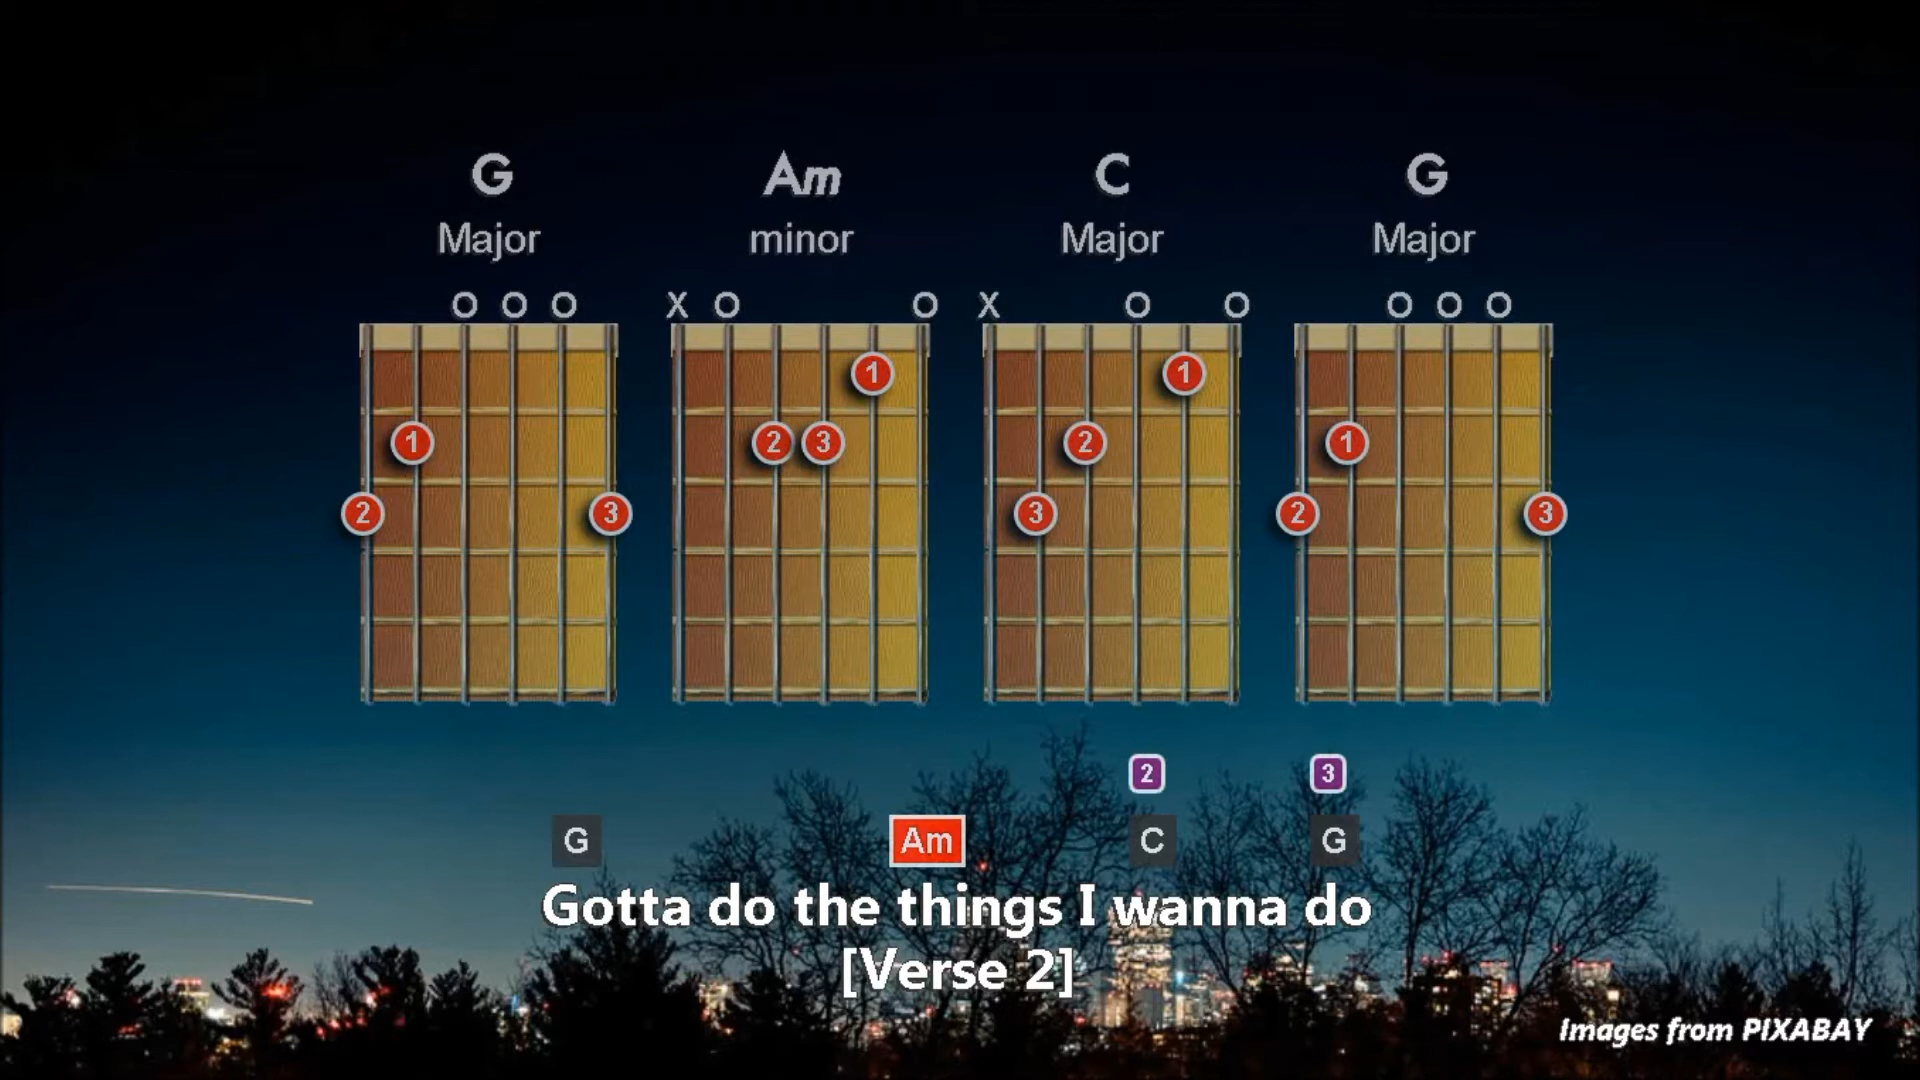 G Am C G
Major minor Major Major
O O O X O O X O O O O O
1 1
1 2 3 2 1
2 3 3 2 3
2 3
G Am C G
Gotta do the things I wanna do
[Verse 2]
Images from PIXABAY